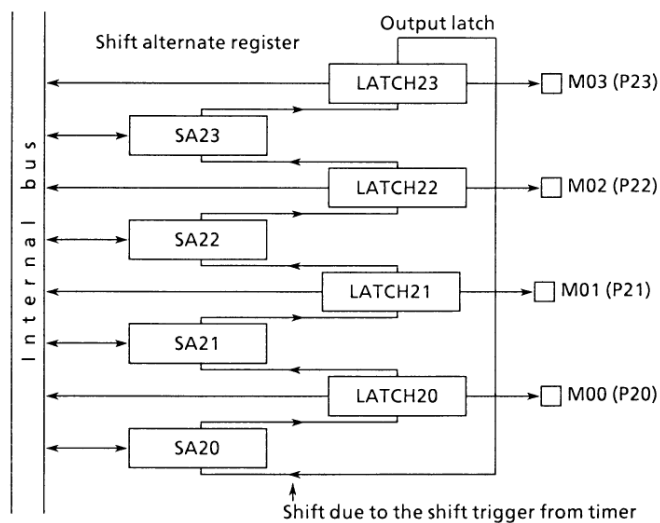 Output latch
Shift alternate register
LATCH23
M03 (P23)
SA23
LATCH22
M02 (P22)
SA22
LATCH21
M01 (P21)
SA21
LATCH20
M00 (P20)
SA20
Internal bus
Shift due to the shift trigger from timer